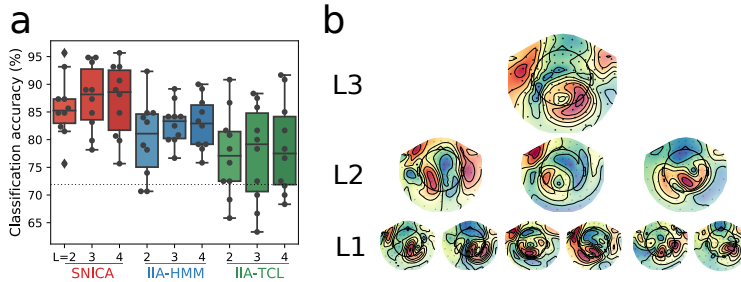 a
b
Classification accuracy (%)
95
90
85
80
75
70
65
L=2 3 4 2 3 4 2 3 4
SNICA IIA-HMM IIA-TCL
L3
L2
L1